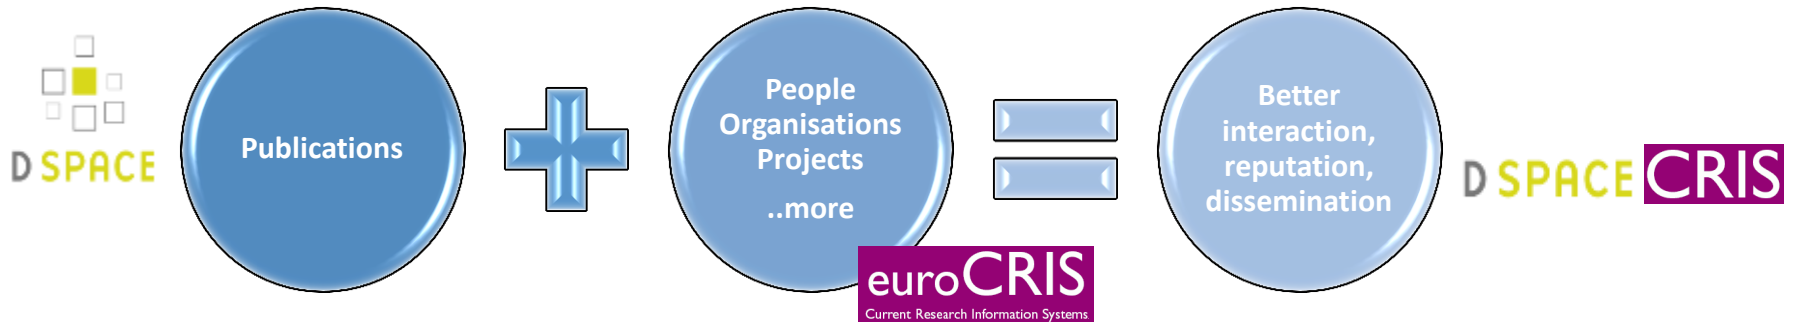 D SPACE
Publications
People
Organisations
Projects
..more
euroCRIS
Current Research Information Systems
Better
interaction,
reputation,
dissemination
D SPACE CRIS